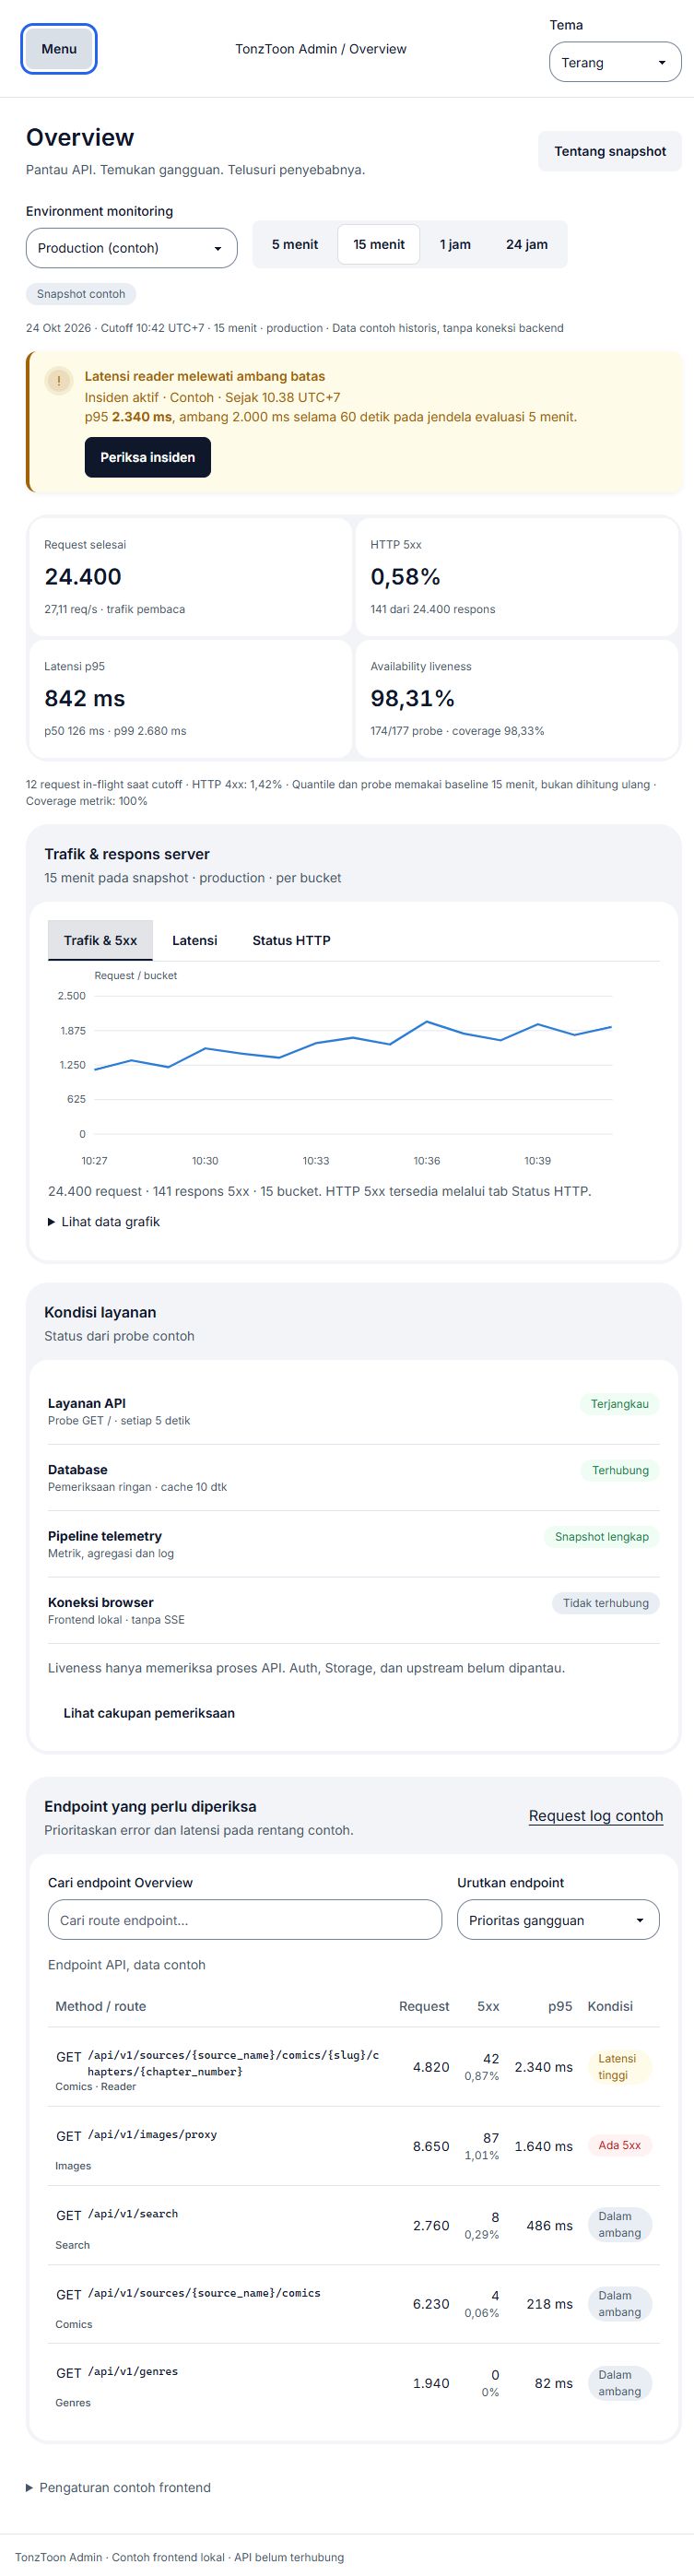 Menu
TonzToon Admin / Overview
Tema
Terang
Overview
Pantau API. Temukan gangguan. Telusuri penyebabnya.
Tentang snapshot
Environment monitoring
Production (contoh)
5 menit
15 menit
1 jam
24 jam
Snapshot contoh
24 Okt 2026 · Cutoff 10:42 UTC+7 · 15 menit · production · Data contoh historis, tanpa koneksi backend
!
Latensi reader melewati ambang batas
Insiden aktif · Contoh · Sejak 10.38 UTC+7
p95 2.340 ms, ambang 2.000 ms selama 60 detik pada jendela evaluasi 5 menit.
Periksa insiden
Request selesai
24.400
27,11 req/s · trafik pembaca
HTTP 5xx
0,58%
141 dari 24.400 respons
Latensi p95
842 ms
p50 126 ms · p99 2.680 ms
Availability liveness
98,31%
174/177 probe · coverage 98,33%
12 request in-flight saat cutoff · HTTP 4xx: 1,42% · Quantile dan probe memakai baseline 15 menit, bukan dihitung ulang ·
Coverage metrik: 100%
Trafik & respons server
15 menit pada snapshot · production · per bucket
Trafik & 5xx
Latensi
Status HTTP
Request / bucket
2.500
1.875
1.250
625
0
10:27
10:30
10:33
10:36
10:39
24.400 request · 141 respons 5xx · 15 bucket. HTTP 5xx tersedia melalui tab Status HTTP.
Lihat data grafik
Kondisi layanan
Status dari probe contoh
Layanan API
Probe GET / · setiap 5 detik
Terjangkau
Database
Pemeriksaan ringan · cache 10 dtk
Terhubung
Pipeline telemetry
Metrik, agregasi dan log
Snapshot lengkap
Koneksi browser
Frontend lokal · tanpa SSE
Tidak terhubung
Liveness hanya memeriksa proses API. Auth, Storage, dan upstream belum dipantau.
Lihat cakupan pemeriksaan
Endpoint yang perlu diperiksa
Prioritaskan error dan latensi pada rentang contoh.
Request log contoh
Cari endpoint Overview
Cari route endpoint...
Urutkan endpoint
Prioritas gangguan
Endpoint API, data contoh
Method / route Request 5xx p95 Kondisi
GET /api/v1/sources/{source_name}/comics/{slug}/c
hapters/{chapter_number}
Comics · Reader
4.820
42
0,87%
2.340 ms
Latensi
tinggi
GET /api/v1/images/proxy
Images
8.650
87
1,01%
1.640 ms
Ada 5xx
GET /api/v1/search
Search
2.760
8
0,29%
486 ms
Dalam
ambang
GET /api/v1/sources/{source_name}/comics
Comics
6.230
4
0,06%
218 ms
Dalam
ambang
GET /api/v1/genres
Genres
1.940
0
0%
82 ms
Dalam
ambang
Pengaturan contoh frontend
TonzToon Admin · Contoh frontend lokal · API belum terhubung